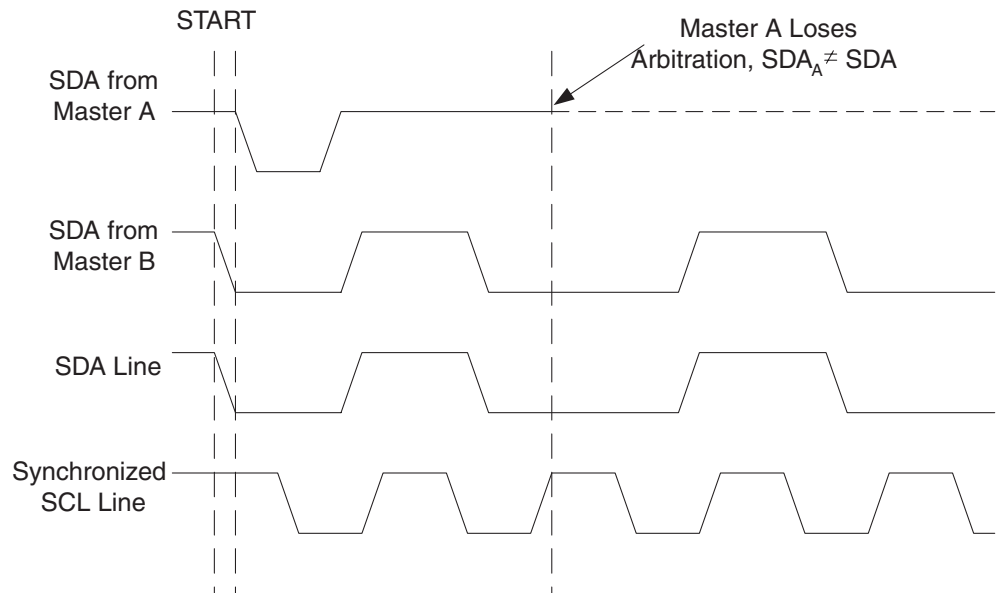 START
Master A Loses
Arbitration, SDA_A ≠ SDA
SDA from
Master A
SDA from
Master B
SDA Line
Synchronized
SCL Line